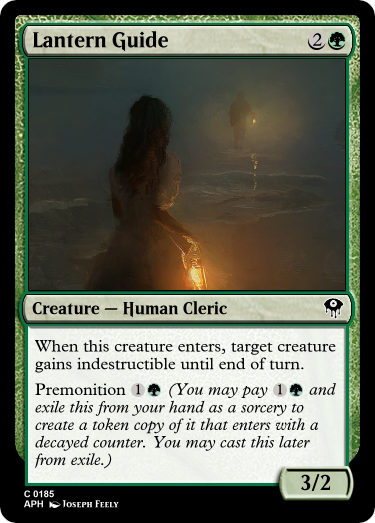 Lantern Guide 2
Creature — Human Cleric
When this creature enters, target creature
gains indestructible until end of turn.
Premonition 1 (You may pay 1 and
exile this from your hand as a sorcery to
create a token copy of it that enters with
a decayed counter. You may cast this later
from exile.)
3/2
C 0185
APH Joseph Feely